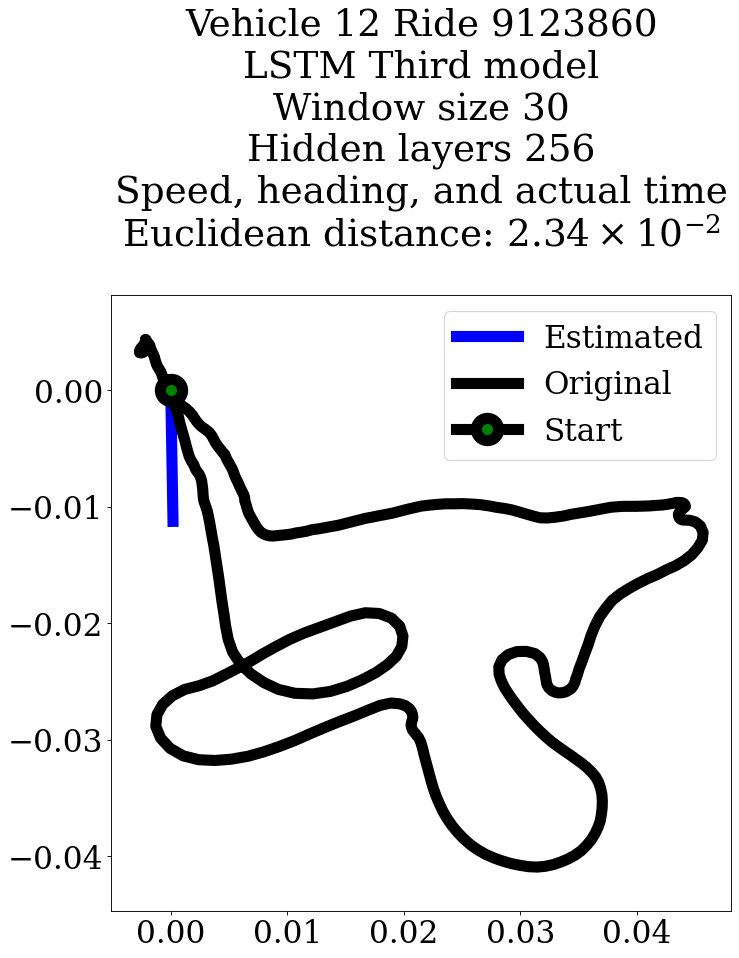 Vehicle 12 Ride 9123860
LSTM Third model
Window size 30
Hidden layers 256
Speed, heading, and actual time
Euclidean distance: 2.34 × 10⁻²
Estimated
Original
Start
0.00
−0.01
−0.02
−0.03
−0.04
0.00 0.01 0.02 0.03 0.04